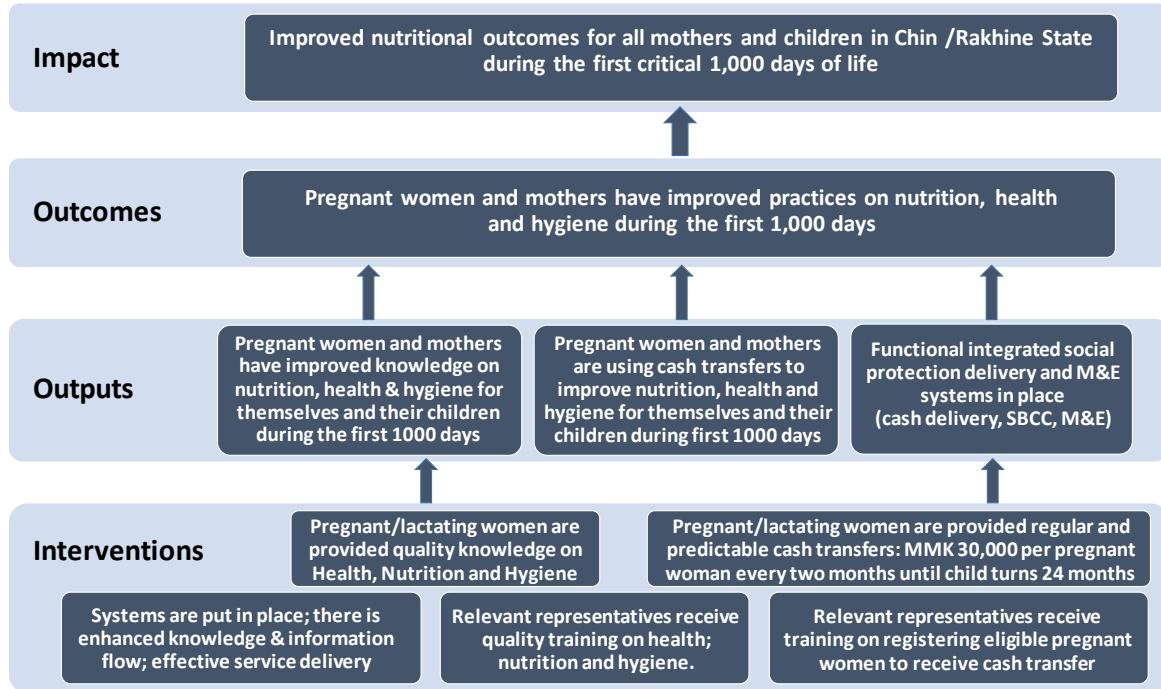 Impact
Improved nutritional outcomes for all mothers and children in Chin /Rakhine State
during the first critical 1,000 days of life
Outcomes
Pregnant women and mothers have improved practices on nutrition, health
and hygiene during the first 1,000 days
Outputs
Pregnant women and mothers
have improved knowledge on
nutrition, health & hygiene for
themselves and their children
during the first 1000 days
Pregnant women and mothers
are using cash transfers to
improve nutrition, health and
hygiene for themselves and their
children during first 1000 days
Functional integrated social
protection delivery and M&E
systems in place
(cash delivery, SBCC, M&E)
Interventions
Pregnant/lactating women are
provided quality knowledge on
Health, Nutrition and Hygiene
Pregnant/lactating women are provided regular and
predictable cash transfers: MMK 30,000 per pregnant
woman every two months until child turns 24 months
Systems are put in place; there is
enhanced knowledge & information
flow; effective service delivery
Relevant representatives receive
quality training on health;
nutrition and hygiene.
Relevant representatives receive
training on registering eligible pregnant
women to receive cash transfer